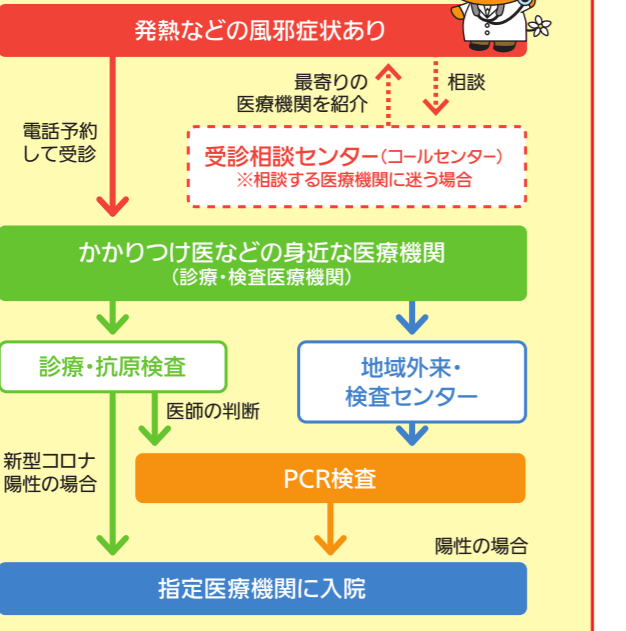 発熱などの風邪症状あり
最寄りの
医療機関を紹介
相談
電話予約
して受診
受診相談センター(コールセンター)
※相談する医療機関に迷う場合
かかりつけ医などの身近な医療機関
(診療・検査医療機関)
診療・抗原検査
地域外来・
検査センター
医師の判断
新型コロナ
陽性の場合
PCR検査
陽性の場合
指定医療機関に入院